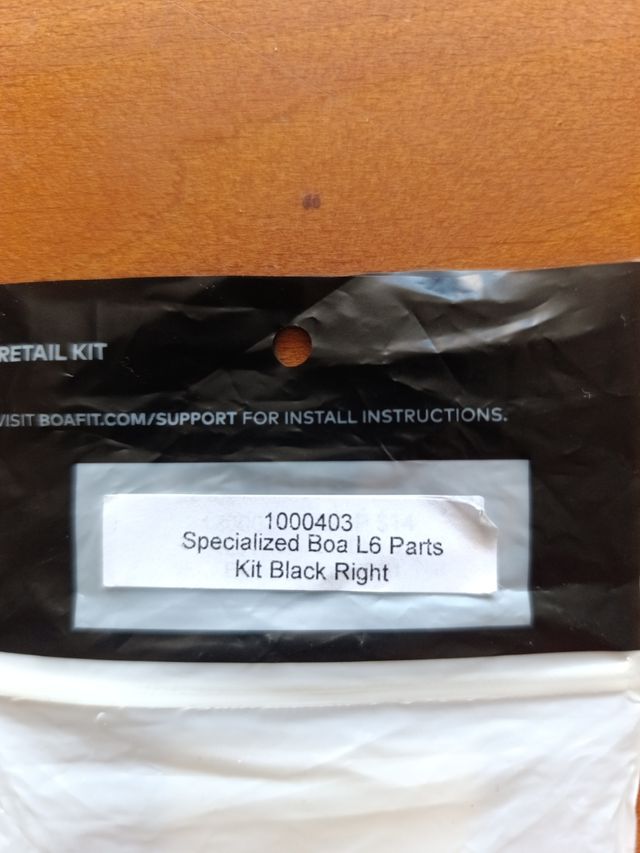 RETAIL KIT
VISIT BOAFIT.COM/SUPPORT FOR INSTALL INSTRUCTIONS.
1000403
Specialized Boa L6 Parts
Kit Black Right